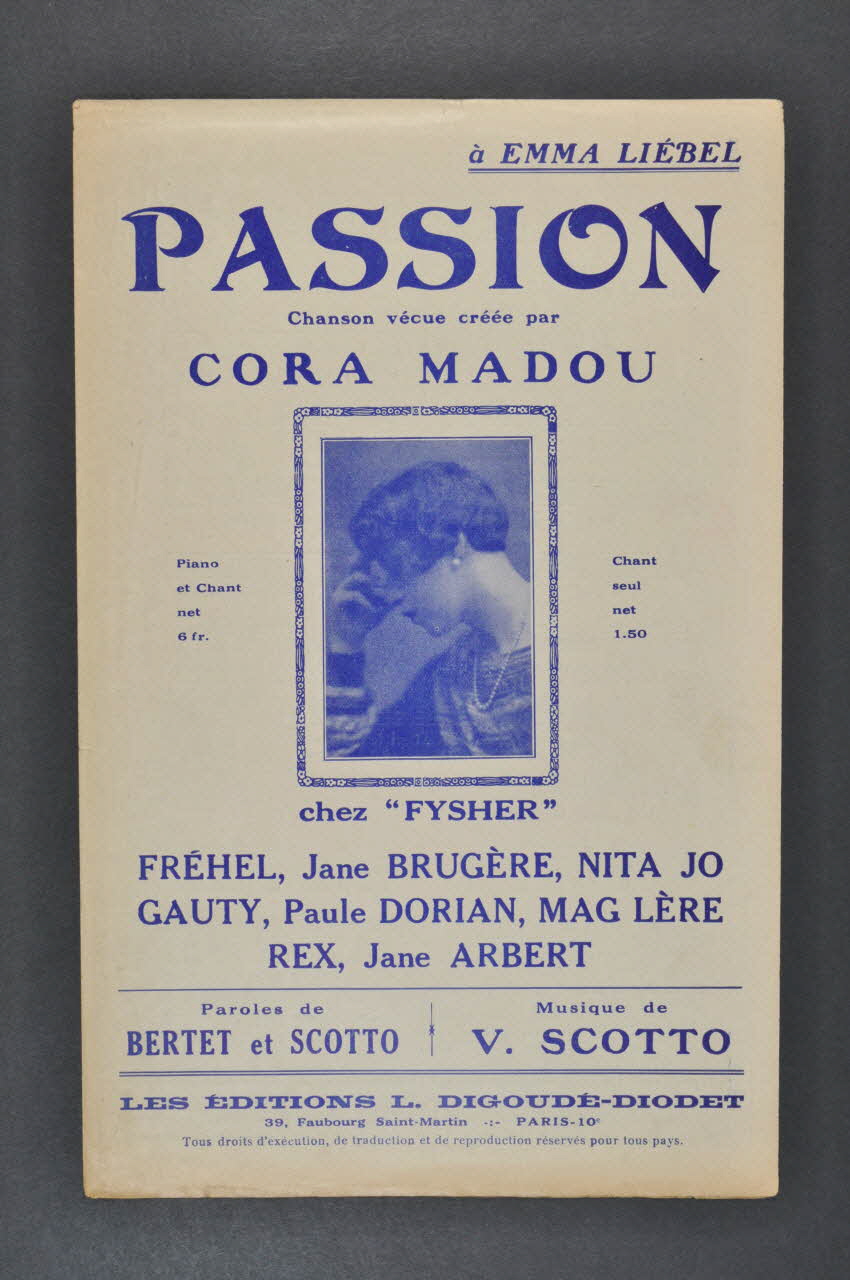 à EMMA LIÉBEL
PASSION
Chanson vécue créée par
CORA MADOU
Piano
et Chant
net
6 fr.
Chant
seul
net
1.50
chez “FYSHER”
FRÉHEL, Jane BRUGÈRE, NITA JO
GAUTY, Paule DORIAN, MAG LÈRE
REX, Jane ARBERT
Paroles de
BERTET et SCOTTO
Musique de
V. SCOTTO
LES ÉDITIONS L. DIGOUDÉ-DIODET
39, Faubourg Saint-Martin -:- PARIS-10e
Tous droits d'exécution, de traduction et de reproduction réservés pour tous pays.